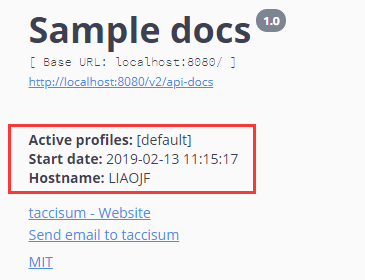 Sample docs 1.0
[ Base URL: localhost:8080/ ]
http://localhost:8080/v2/api-docs
Active profiles: [default]
Start date: 2019-02-13 11:15:17
Hostname: LIAOJF
taccisum - Website
Send email to taccisum
MIT